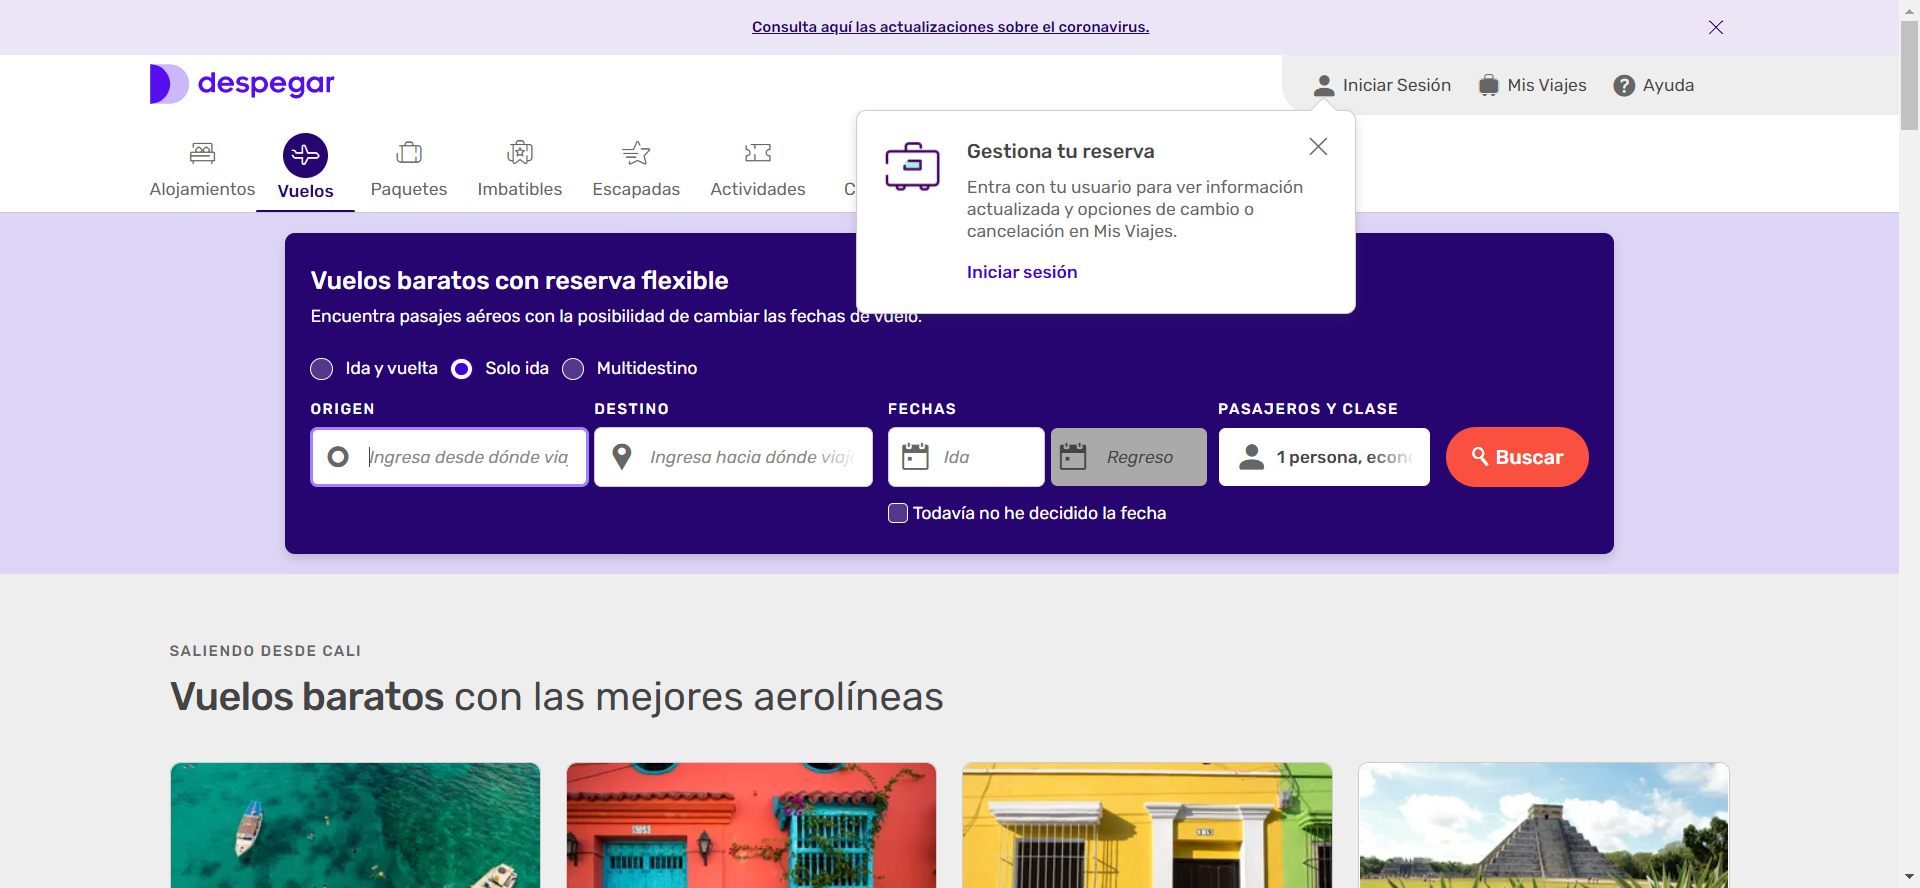 Consulta aquí las actualizaciones sobre el coronavirus.
despegar
Iniciar Sesión
Mis Viajes
? Ayuda
Alojamientos
Vuelos
Paquetes
Imbatibles
Escapadas
Actividades
C
Gestiona tu reserva
Entra con tu usuario para ver información
actualizada y opciones de cambio o
cancelación en Mis Viajes.
Iniciar sesión
Vuelos baratos con reserva flexible
Encuentra pasajes aéreos con la posibilidad de cambiar las fechas de vuelo.
Ida y vuelta
Solo ida
Multidestino
ORIGEN
DESTINO
FECHAS
PASAJEROS Y CLASE
Ingresa desde dónde viaj
Ingresa hacia dónde viaje
Ida
Regreso
1 persona, econ
Buscar
Todavía no he decidido la fecha
SALIENDO DESDE CALI
Vuelos baratos con las mejores aerolíneas